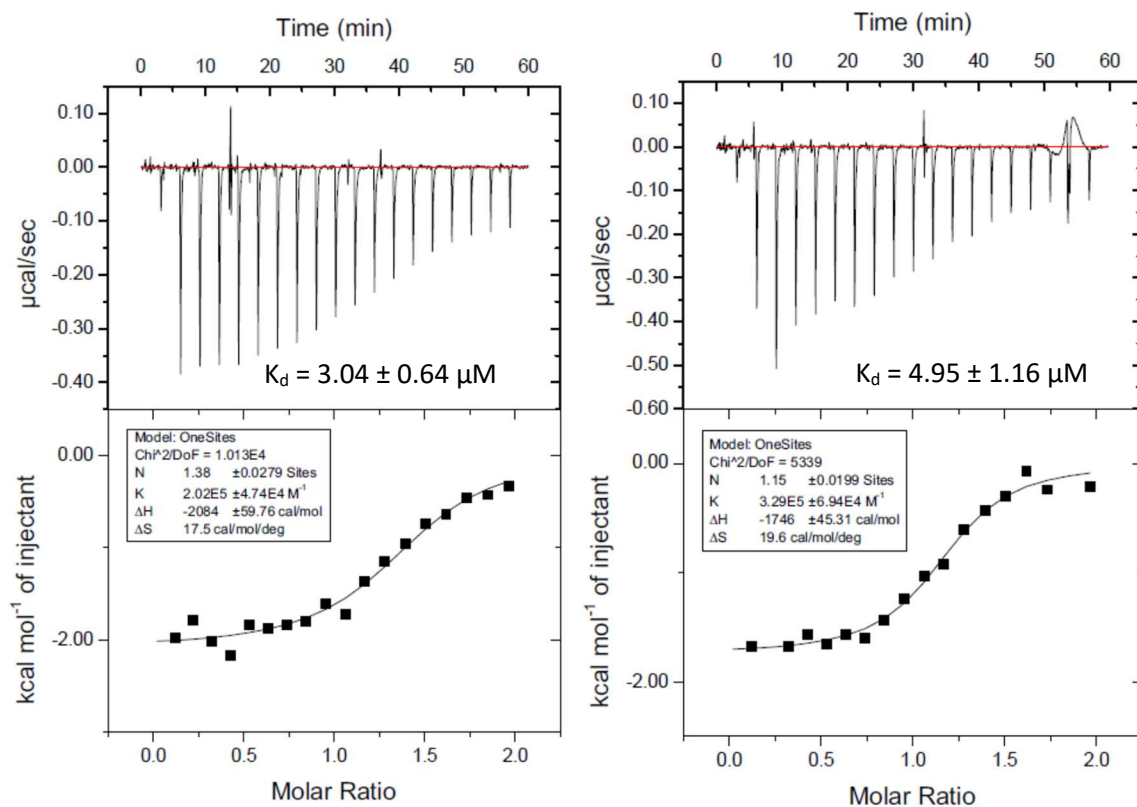 Time (min)
0 10 20 30 40 50 60
0.10
0.00
-0.10
-0.20
-0.30
-0.40
µcal/sec
Kd = 3.04 ± 0.64 µM
0.00
-2.00
kcal mol⁻¹ of injectant
Model: OneSites
Chi^2/DoF = 1.013E4
N 1.38 ±0.0279 Sites
K 2.02E5 ±4.74E4 M⁻¹
ΔH -2084 ±59.76 cal/mol
ΔS 17.5 cal/mol/deg
0.0 0.5 1.0 1.5 2.0
Molar Ratio
Time (min)
0 10 20 30 40 50 60
0.10
0.00
-0.10
-0.20
-0.30
-0.40
-0.50
-0.60
µcal/sec
Kd = 4.95 ± 1.16 µM
0.00
-2.00
kcal mol⁻¹ of injectant
Model: OneSites
Chi^2/DoF = 5339
N 1.15 ±0.0199 Sites
K 3.29E5 ±6.94E4 M⁻¹
ΔH -1746 ±45.31 cal/mol
ΔS 19.6 cal/mol/deg
0.0 0.5 1.0 1.5 2.0
Molar Ratio